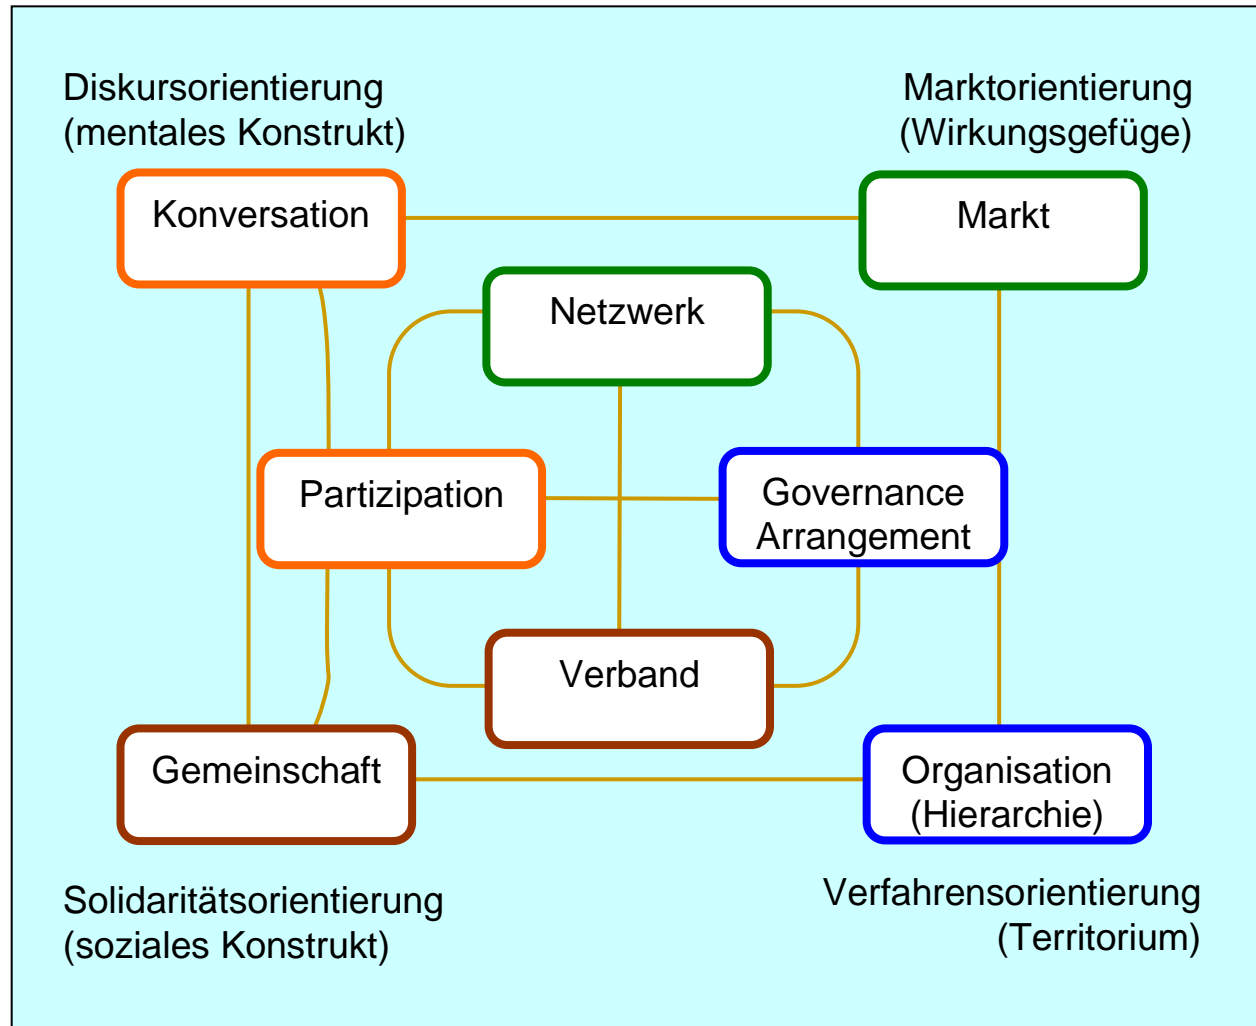 Diskursorientierung
(mentales Konstrukt)
Marktorientierung
(Wirkungsgefüge)
Konversation
Markt
Netzwerk
Partizipation
Governance
Arrangement
Verband
Gemeinschaft
Organisation
(Hierarchie)
Solidaritätsorientierung
(soziales Konstrukt)
Verfahrensorientierung
(Territorium)